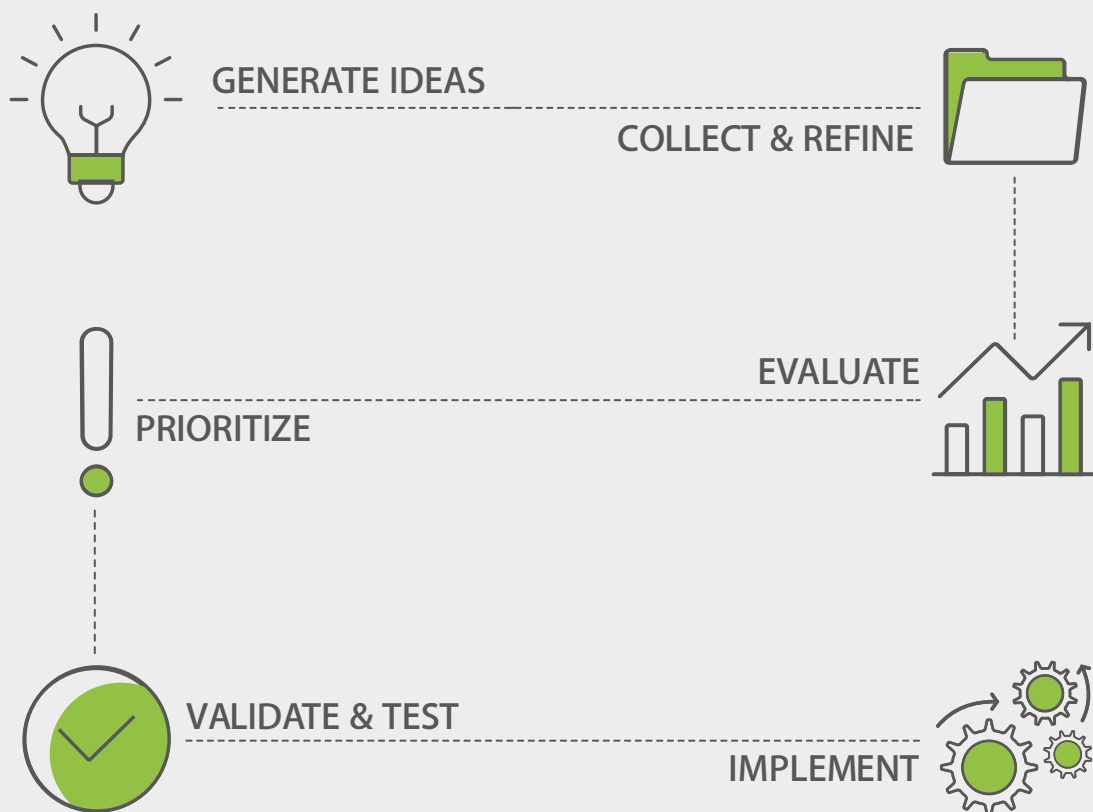 GENERATE IDEAS
COLLECT & REFINE
EVALUATE
PRIORITIZE
VALIDATE & TEST
IMPLEMENT